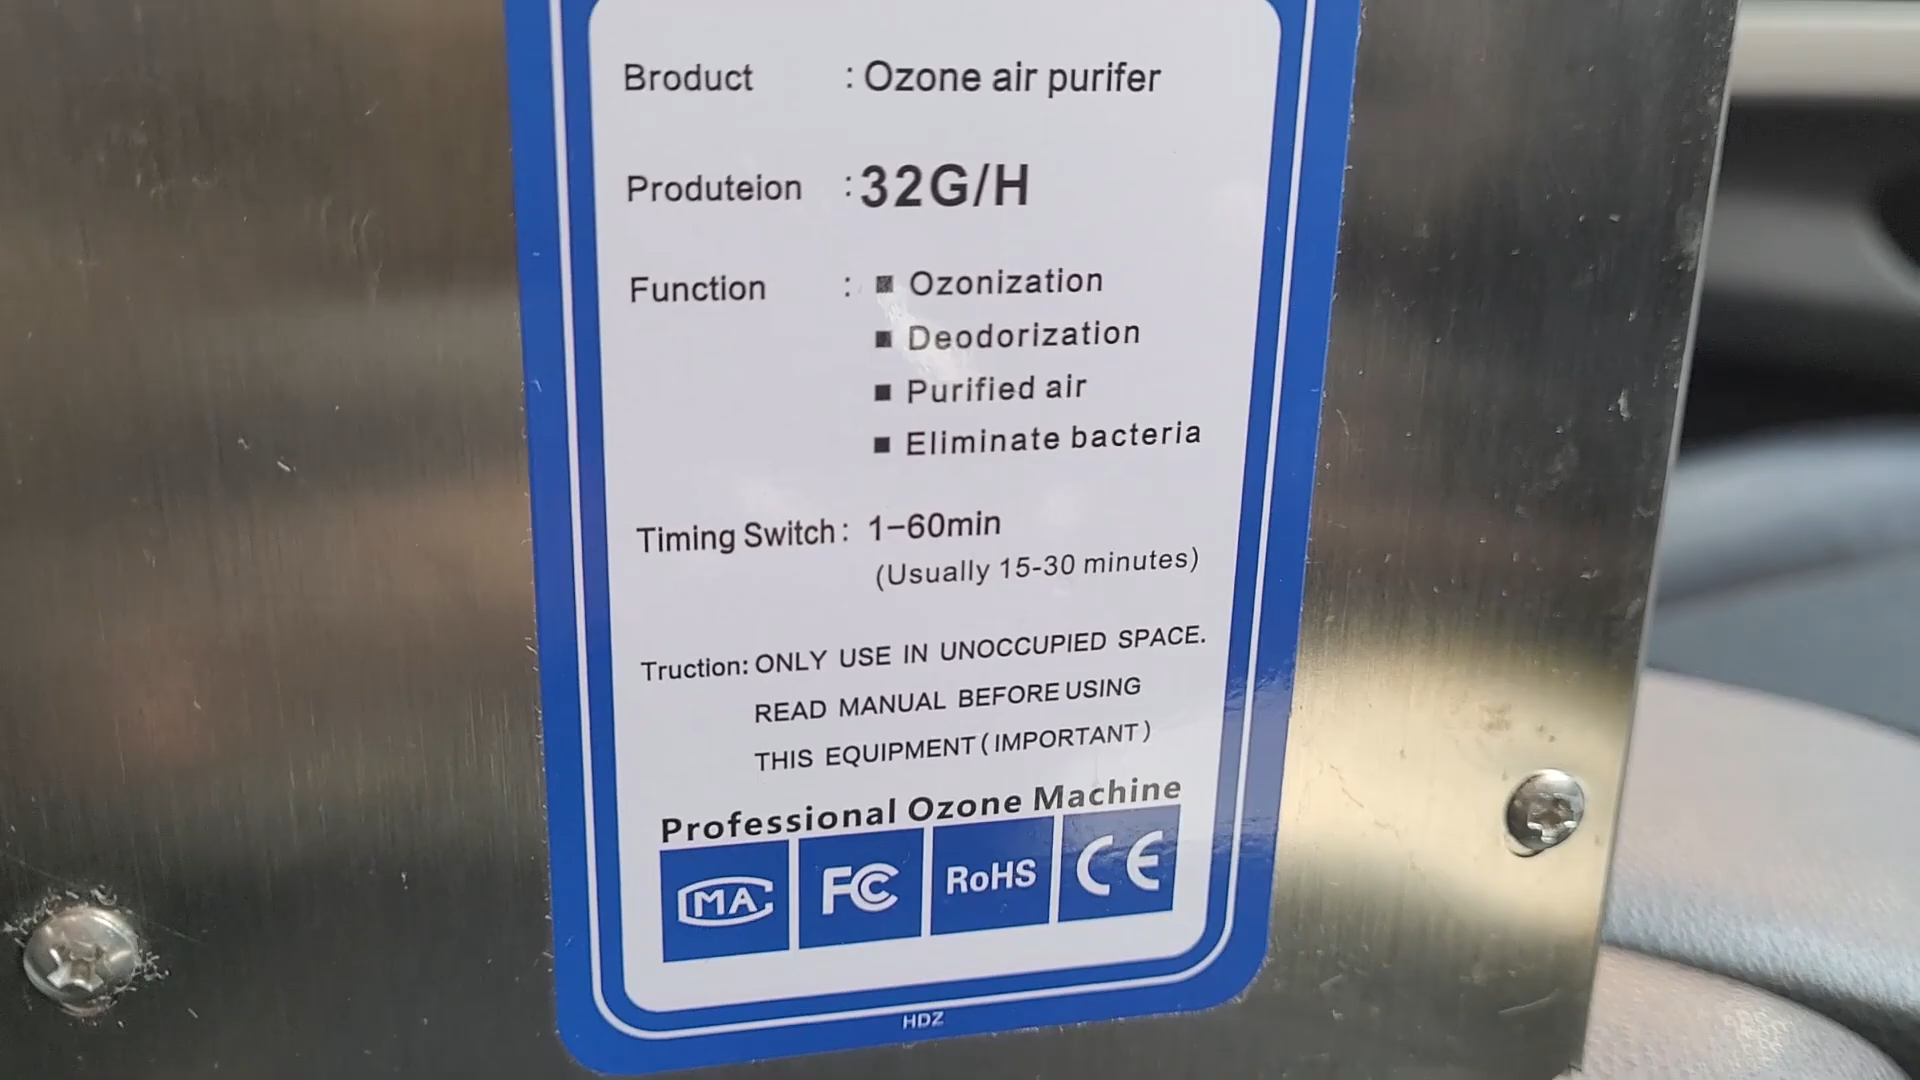 Broduct : Ozone air purifer
Produteion : 32G/H
Function : ■ Ozonization
■ Deodorization
■ Purified air
■ Eliminate bacteria
Timing Switch: 1-60min
(Usually 15-30 minutes)
Truction: ONLY USE IN UNOCCUPIED SPACE.
READ MANUAL BEFORE USING
THIS EQUIPMENT (IMPORTANT)
Professional Ozone Machine
MA FC RoHS CE
HDZ